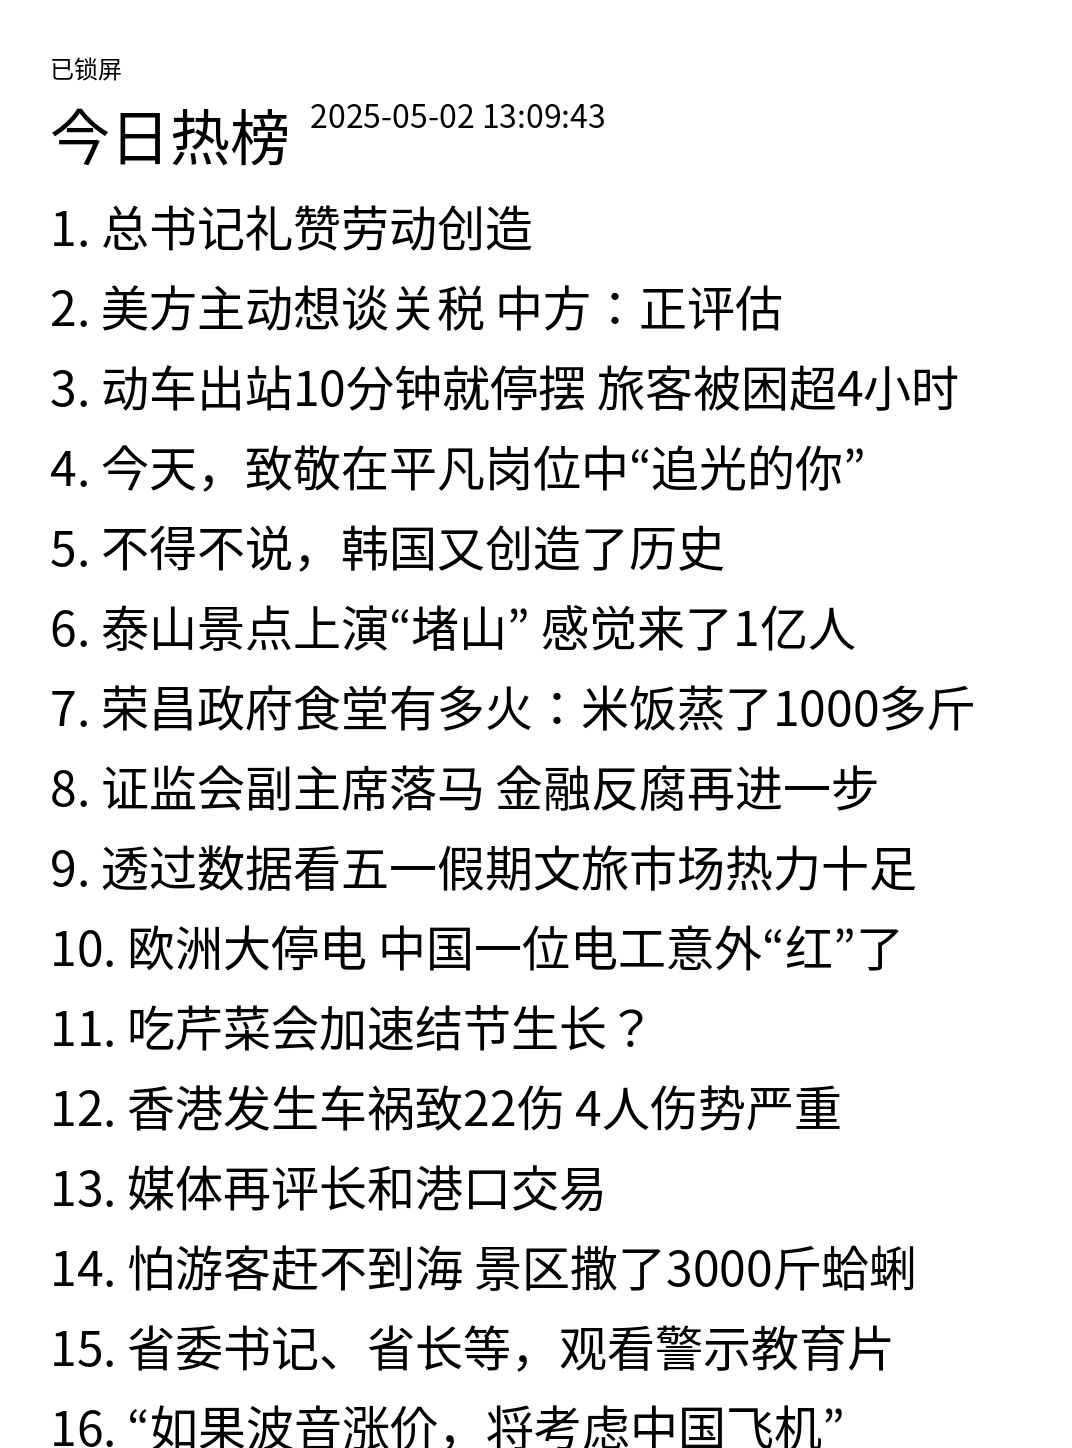 已锁屏
今日热榜 2025-05-02 13:09:43
1. 总书记礼赞劳动创造
2. 美方主动想谈关税 中方：正评估
3. 动车出站10分钟就停摆 旅客被困超4小时
4. 今天，致敬在平凡岗位中“追光的你”
5. 不得不说，韩国又创造了历史
6. 泰山景点上演“堵山” 感觉来了1亿人
7. 荣昌政府食堂有多火：米饭蒸了1000多斤
8. 证监会副主席落马 金融反腐再进一步
9. 透过数据看五一假期文旅市场热力十足
10. 欧洲大停电 中国一位电工意外“红”了
11. 吃芹菜会加速结节生长？
12. 香港发生车祸致22伤 4人伤势严重
13. 媒体再评长和港口交易
14. 怕游客赶不到海 景区撒了3000斤蛤蜊
15. 省委书记、省长等，观看警示教育片
16. “如果波音涨价，将考虑中国飞机”